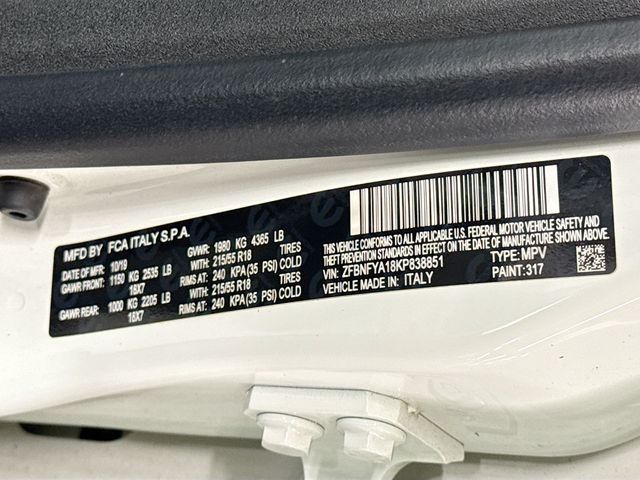 MFD BY FCA ITALY S.P.A.
DATE OF MFD: 10/19 GVWR: 1980 KG 4365 LB
GAWR FRONT: 1150 KG 2535 LB WITH: 215/55 R18 TIRES
18X7 RIMS AT: 240 KPA(35 PSI) COLD
GAWR REAR: 1000 KG 2205 LB WITH: 215/55 R18 TIRES
18X7 RIMS AT: 240 KPA(35 PSI) COLD
THIS VEHICLE CONFORMS TO ALL APPLICABLE U.S. FEDERAL MOTOR VEHICLE SAFETY AND
THEFT PREVENTION STANDARDS IN EFFECT ON THE DATE OF MANUFACTURE SHOWN ABOVE
VIN: ZFBNFYA18KP838851 TYPE: MPV
VEHICLE MADE IN: ITALY PAINT: 317